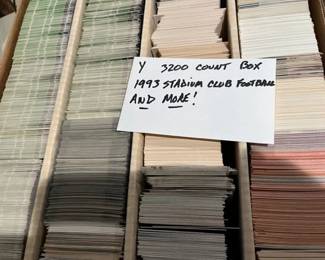 Y 3200 COUNT BOX
1993 STADIUM CLUB FOOTBALL
AND MORE!